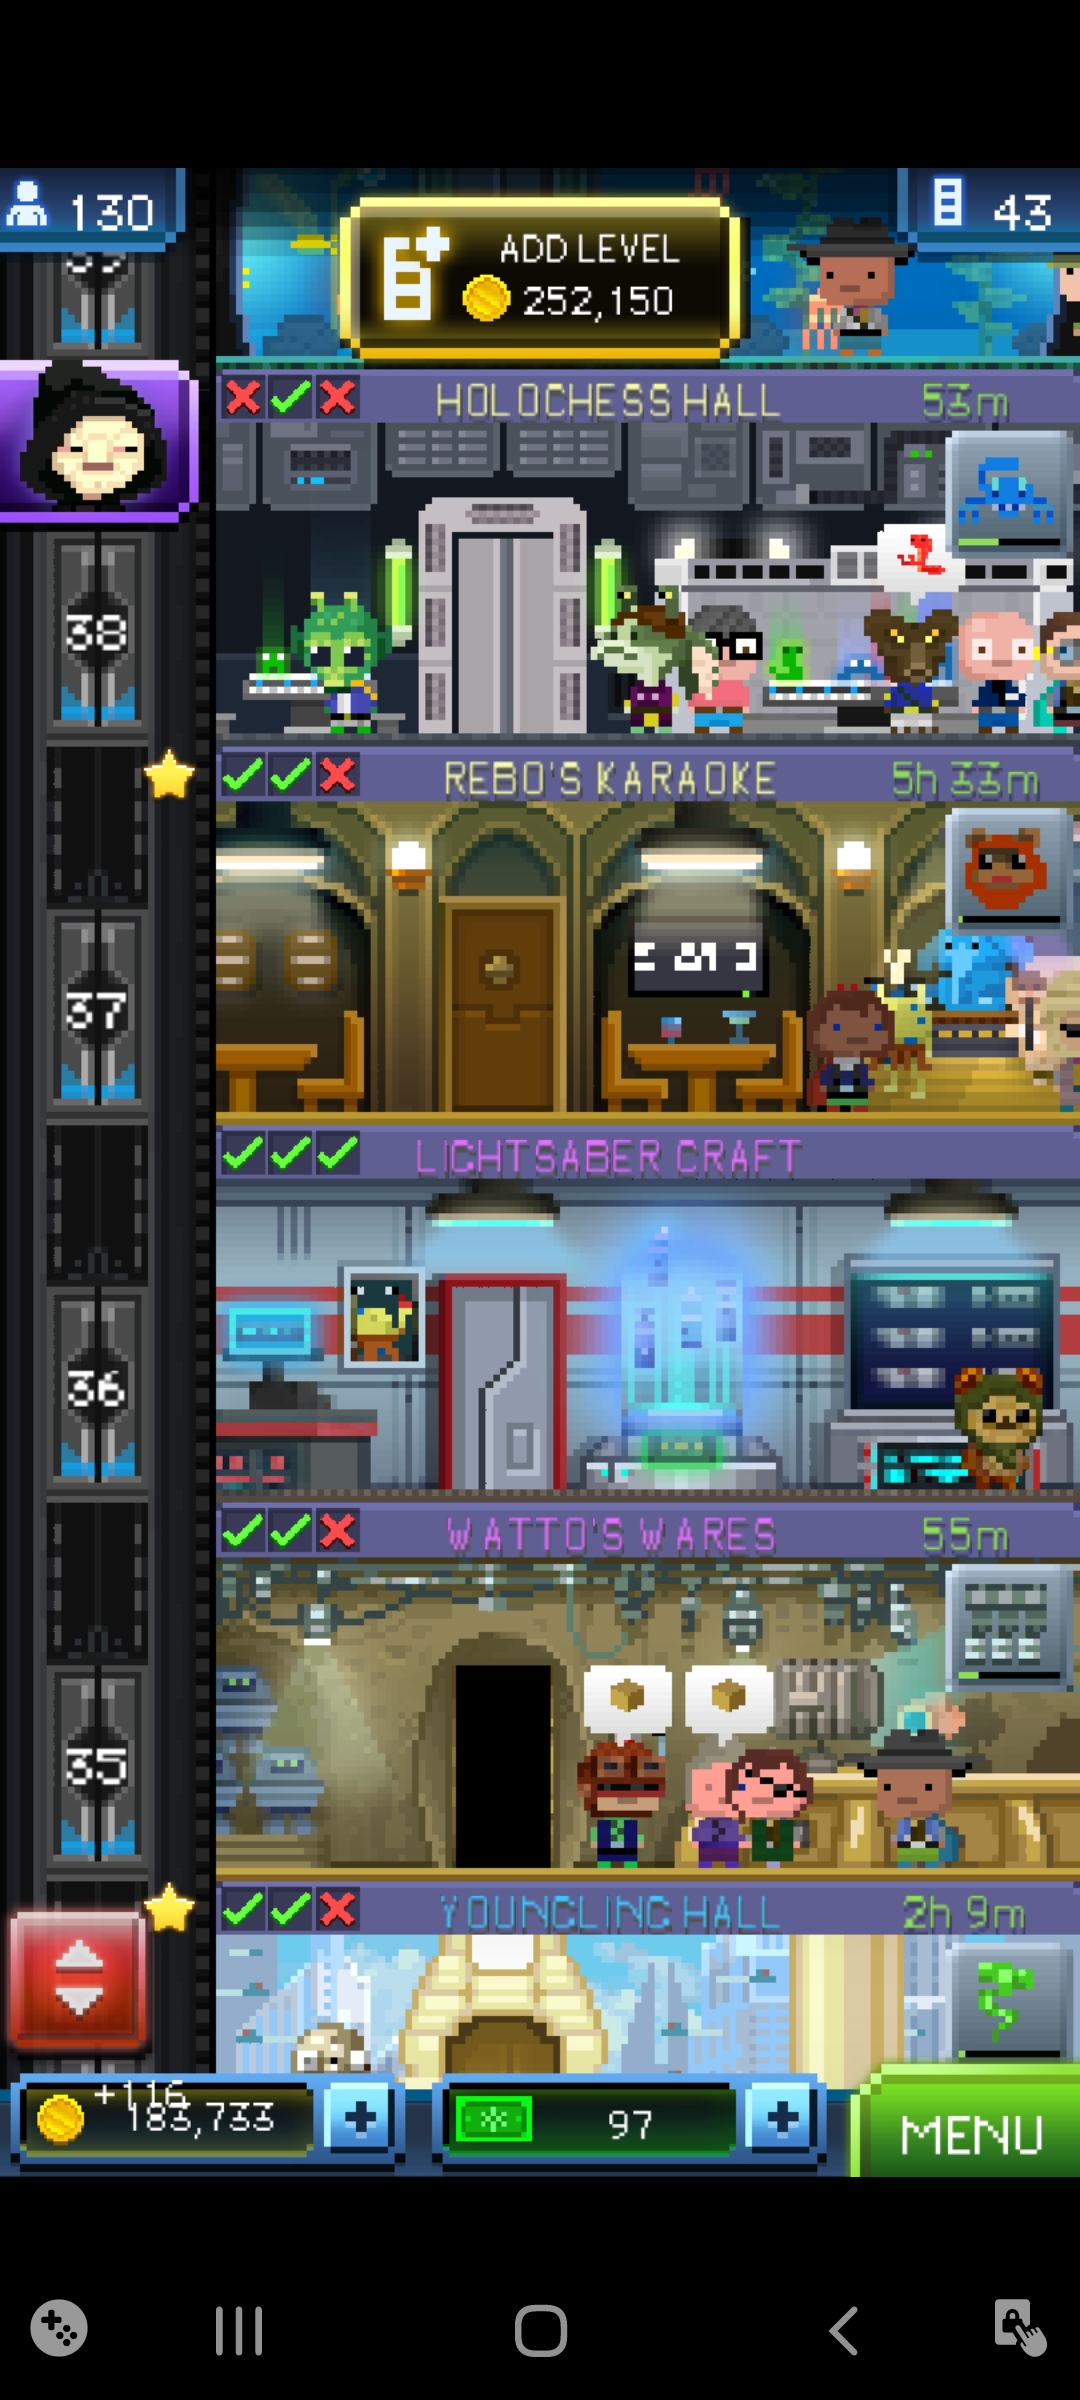 130
ADD LEVEL
252,150
43
HOLOCHESS HALL 53m
38
REBO'S KARAOKE 5h 33m
37
LIGHTSABER CRAFT
36
WATTO'S WARES 55m
35
YOUNGLING HALL 2h 9m
+116
183,733
97
MENU